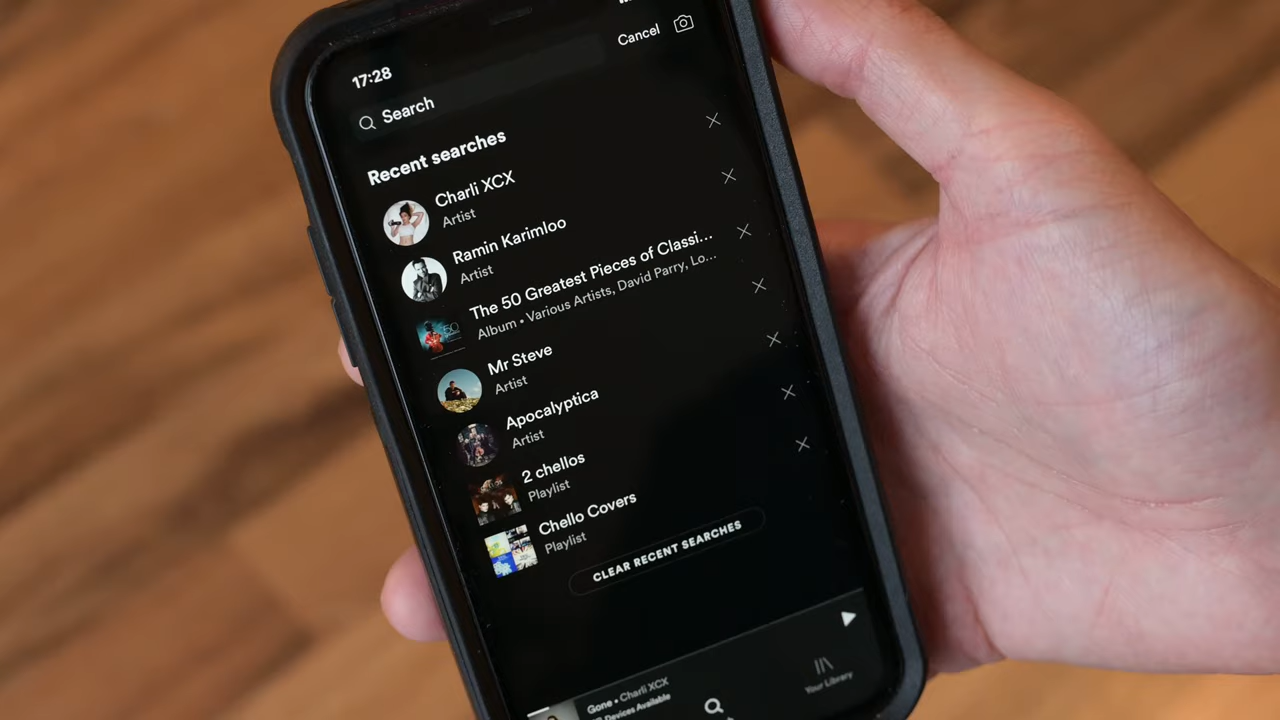 17:28
Cancel
Search
Recent searches
Charli XCX
Artist
Ramin Karimloo
Artist
The 50 Greatest Pieces of Classi...
Album • Various Artists, David Parry, Lo...
Mr Steve
Artist
Apocalyptica
Artist
2 chellos
Playlist
Chello Covers
Playlist
CLEAR RECENT SEARCHES
Gone • Charli XCX
Devices Available
Your Library